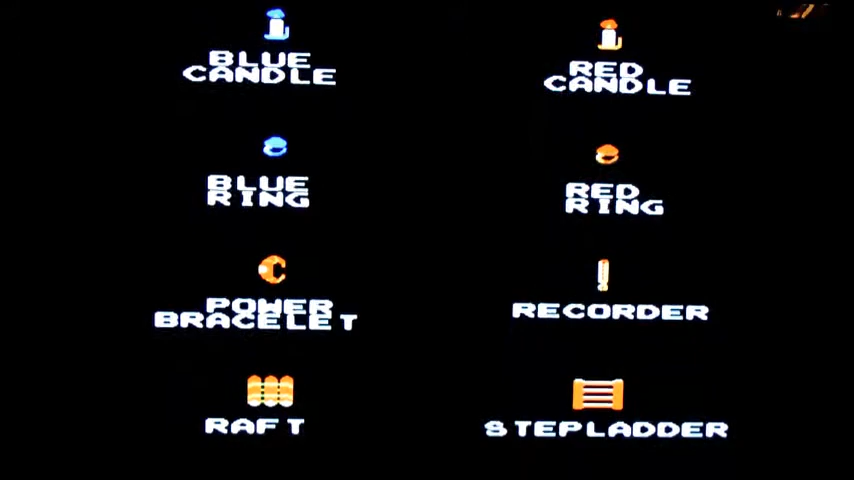 BLUE
CANDLE
RED
CANDLE
BLUE
RING
RED
RING
POWER
BRACELET
RECORDER
RAFT
STEPLADDER